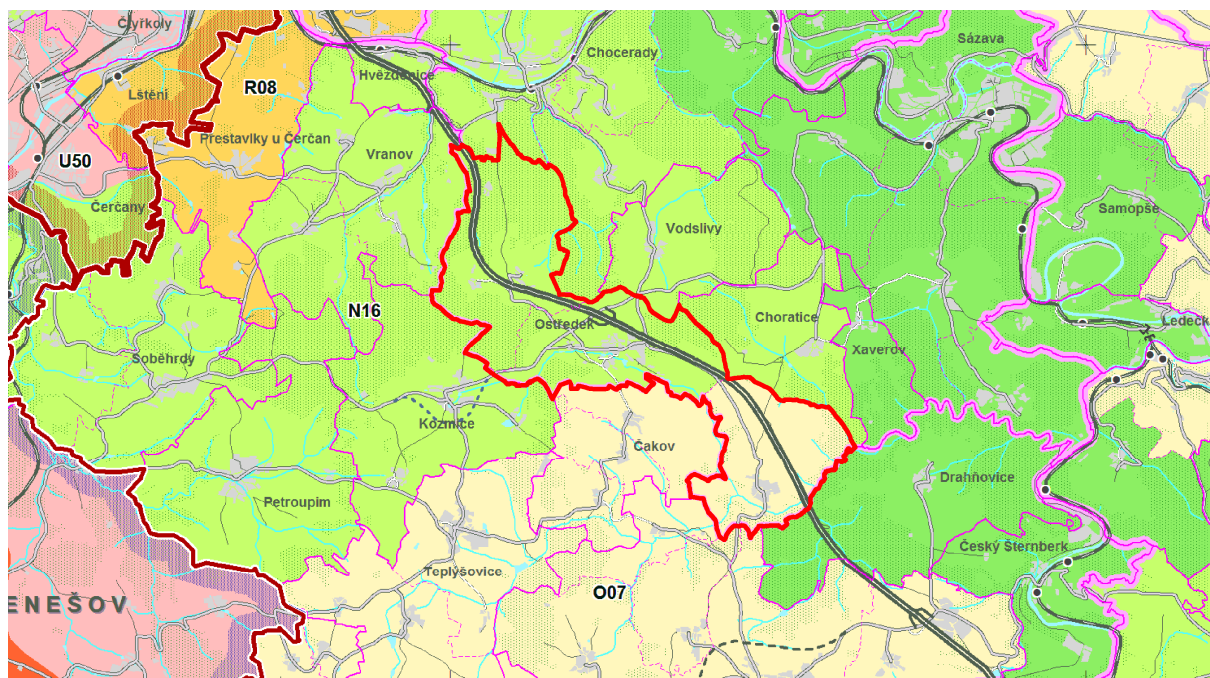 Čtyřkoly
Sázava
Chocerady
Hvězdonice
R08
Lštění
Přestavlky u Čerčan
Vranov
U50
Čerčany
Samopše
Vodslivy
N16
Ostředek
Choratice
Ledečk
Xaverov
Soběhrdy
Kozmice
Čakov
Drahňovice
Petroupim
Český Šternberk
Teplýšovice
O07
ENEŠOV